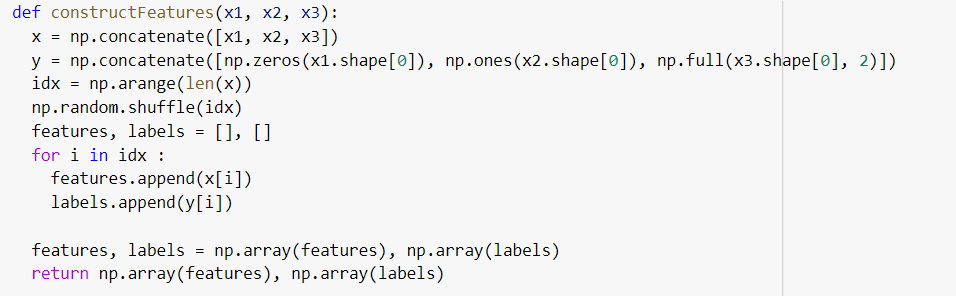 def constructFeatures(x1, x2, x3):
  x = np.concatenate([x1, x2, x3])
  y = np.concatenate([np.zeros(x1.shape[0]), np.ones(x2.shape[0]), np.full(x3.shape[0], 2)])
  idx = np.arange(len(x))
  np.random.shuffle(idx)
  features, labels = [], []
  for i in idx :
    features.append(x[i])
    labels.append(y[i])

  features, labels = np.array(features), np.array(labels)
  return np.array(features), np.array(labels)